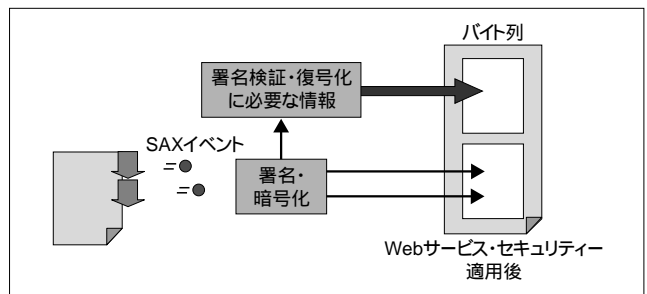 バイト列
署名検証・復号化
に必要な情報
SAXイベント
署名・
暗号化
Webサービス・セキュリティー
適用後